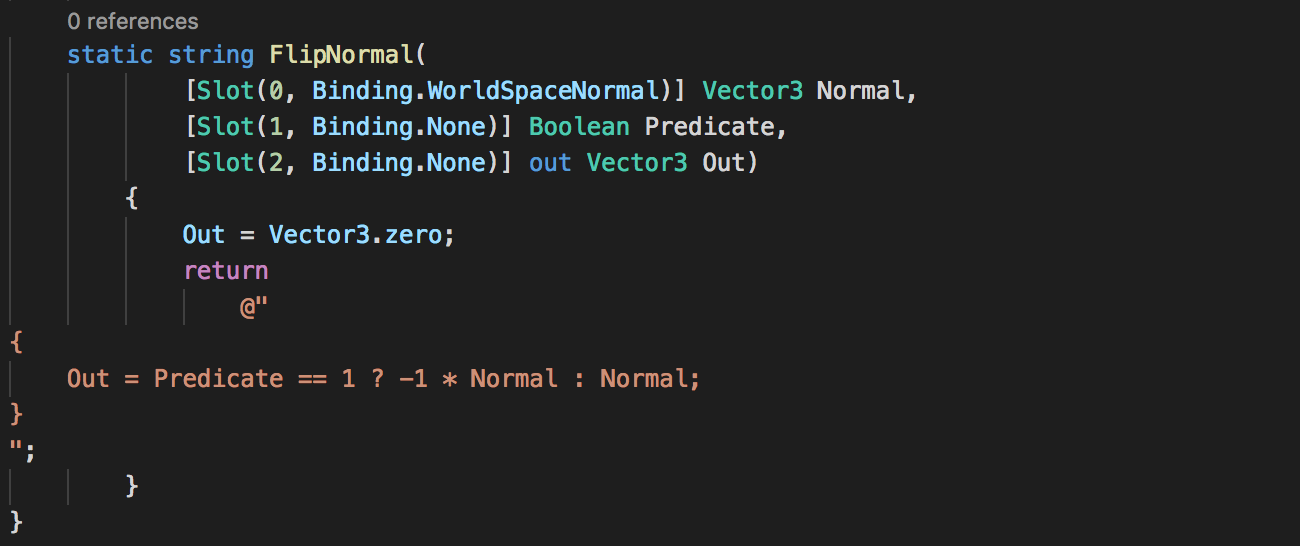 0 references
static string FlipNormal(
[Slot(0, Binding.WorldSpaceNormal)] Vector3 Normal,
[Slot(1, Binding.None)] Boolean Predicate,
[Slot(2, Binding.None)] out Vector3 Out)
{
Out = Vector3.zero;
return
@"
{
Out = Predicate == 1 ? -1 * Normal : Normal;
}
";
}
}